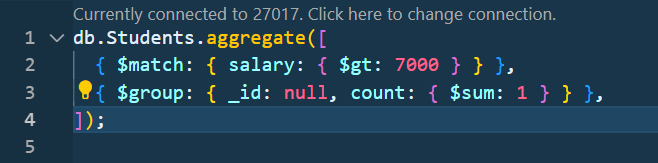 Currently connected to 27017. Click here to change connection.
1 db.Students.aggregate([
2 { $match: { salary: { $gt: 7000 } } },
3 { $group: { _id: null, count: { $sum: 1 } } },
4 ]);
5